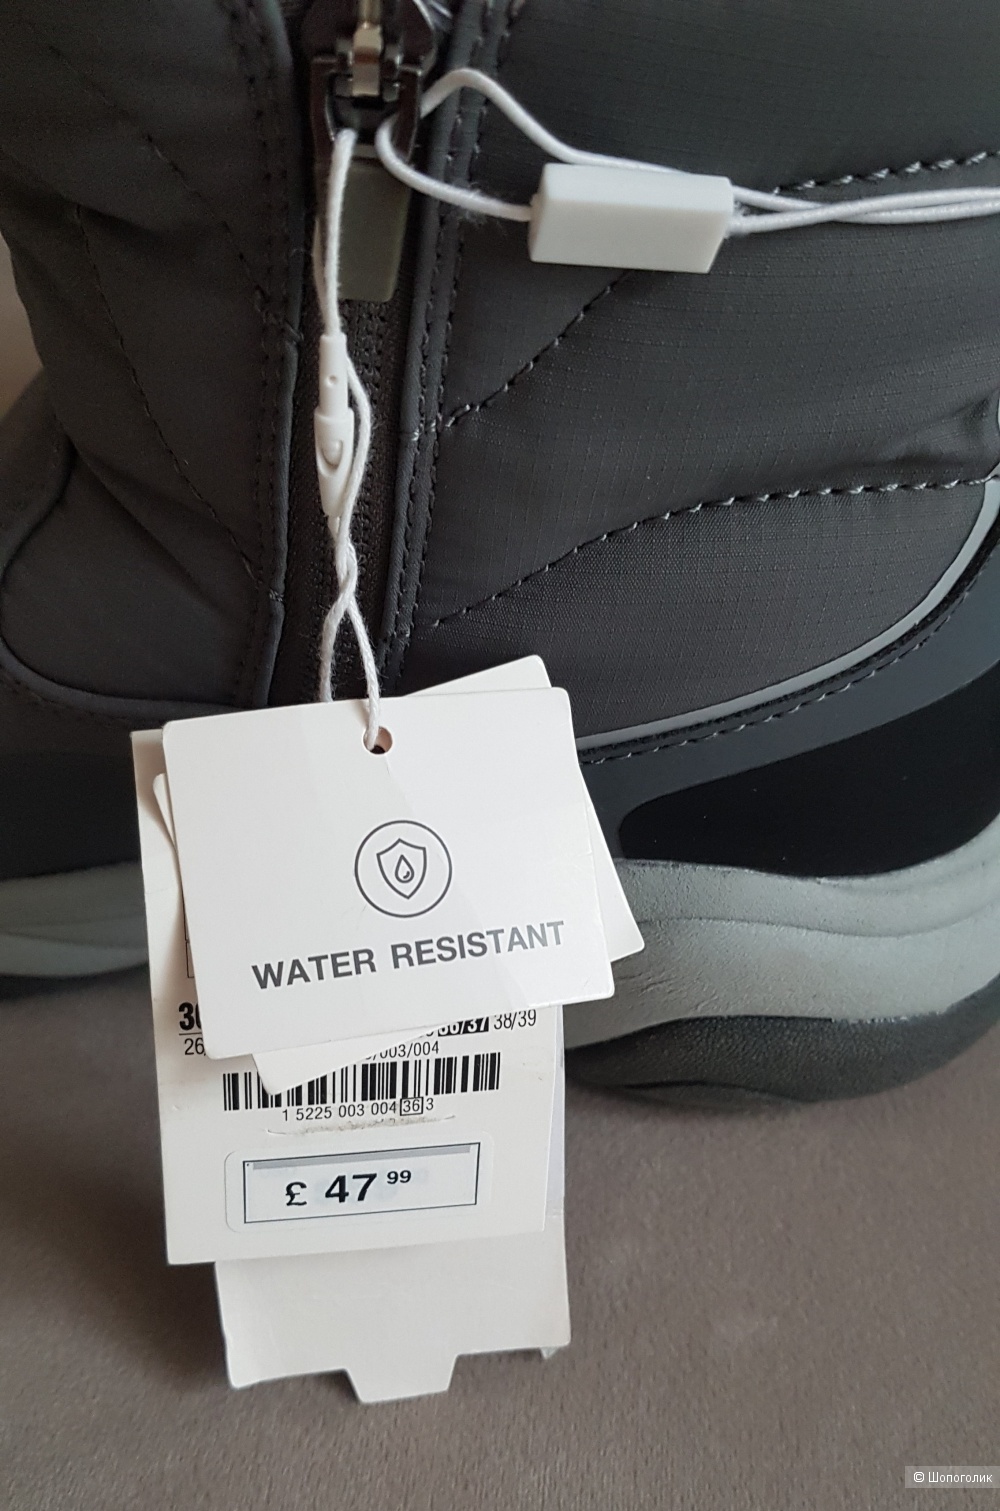 WATER RESISTANT
36/37 38/39
/003/004
1 5225 003 004 36 3
£ 47 99
© Шопоголик